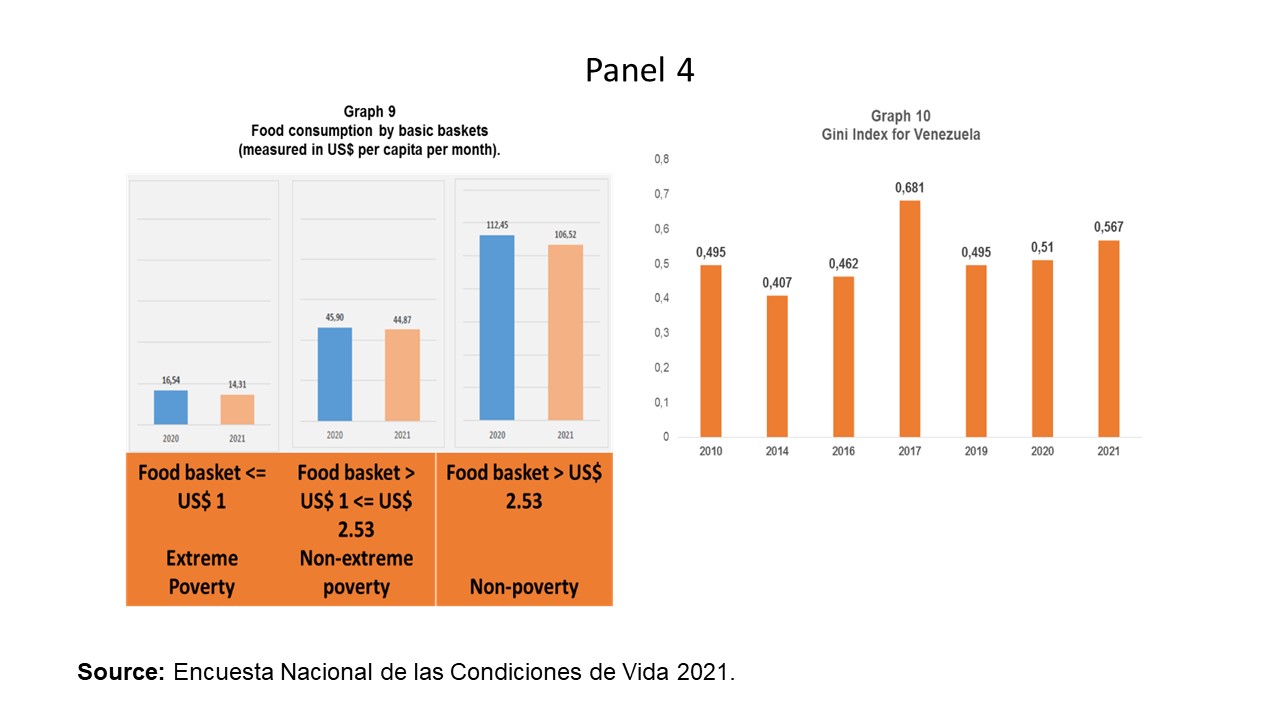 Panel 4
Graph 9
Food consumption by basic baskets
(measured in US$ per capita per month).
16,54
14,31
2020
2021
45,90
44,87
2020
2021
112,45
106,52
2020
2021
Food basket <=
US$ 1
Extreme
Poverty
Food basket >
US$ 1 <= US$
2.53
Non-extreme
poverty
Food basket > US$
2.53
Non-poverty
Graph 10
Gini Index for Venezuela
0,8
0,7
0,6
0,5
0,4
0,3
0,2
0,1
0
0,495
0,407
0,462
0,681
0,495
0,51
0,567
2010
2014
2016
2017
2019
2020
2021
Source: Encuesta Nacional de las Condiciones de Vida 2021.